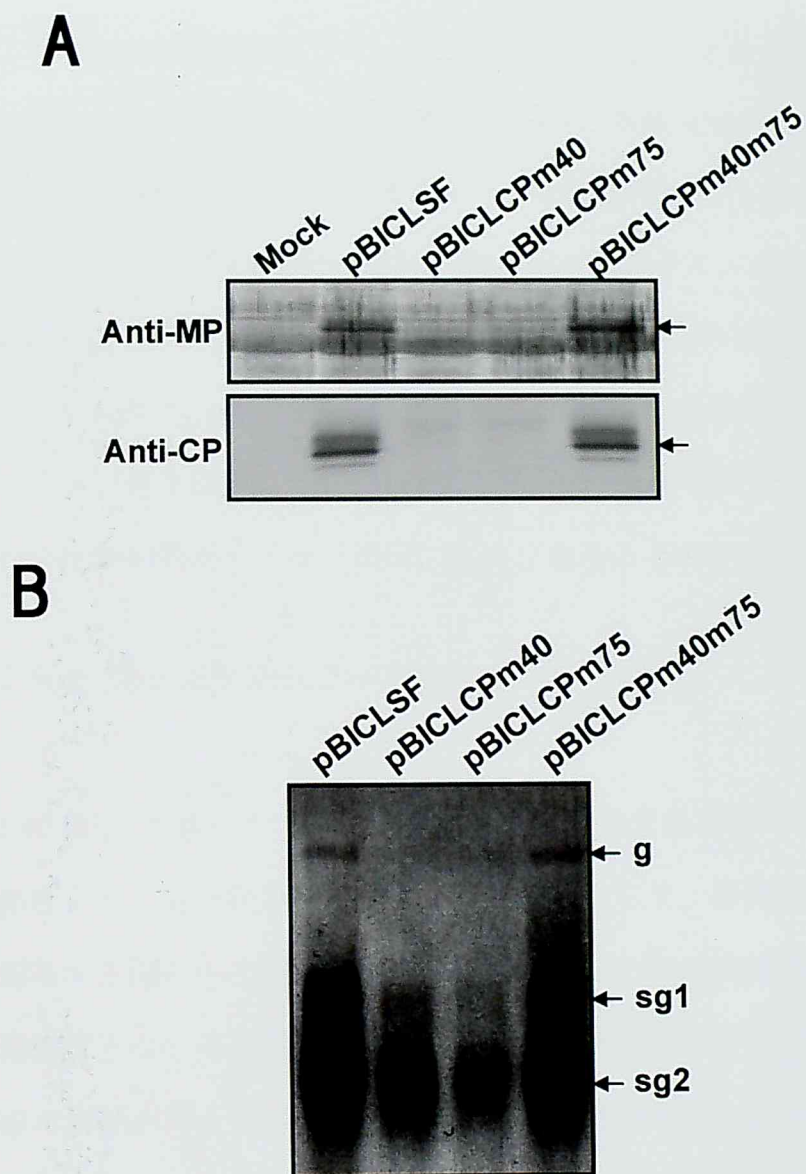 A
Mock pBICLSF pBICLCPm40 pBICLCPm75 pBICLCPm40m75
Anti-MP
Anti-CP
B
pBICLSF pBICLCPm40 pBICLCPm75 pBICLCPm40m75
g
sg1
sg2